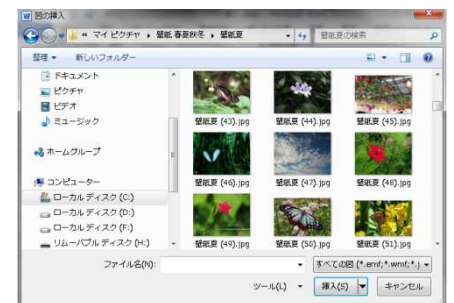 図の挿入
« マイ ピクチャ ▸ 壁紙 春夏秋冬 ▸ 壁紙夏
壁紙夏の検索
整理 ▾ 新しいフォルダー
ドキュメント
ピクチャ
ビデオ
ミュージック
ホームグループ
コンピューター
ローカル ディスク (C:)
ローカル ディスク (D:)
ローカル ディスク (F:)
リムーバブル ディスク (H:)
壁紙夏 (43).jpg 壁紙夏 (44).jpg 壁紙夏 (45).jpg
壁紙夏 (46).jpg 壁紙夏 (47).jpg 壁紙夏 (48).jpg
壁紙夏 (49).jpg 壁紙夏 (50).jpg 壁紙夏 (51).jpg
ファイル名(N):
すべての図 (*.emf;*.wmf;*.j
ツール(L) 挿入(S) キャンセル